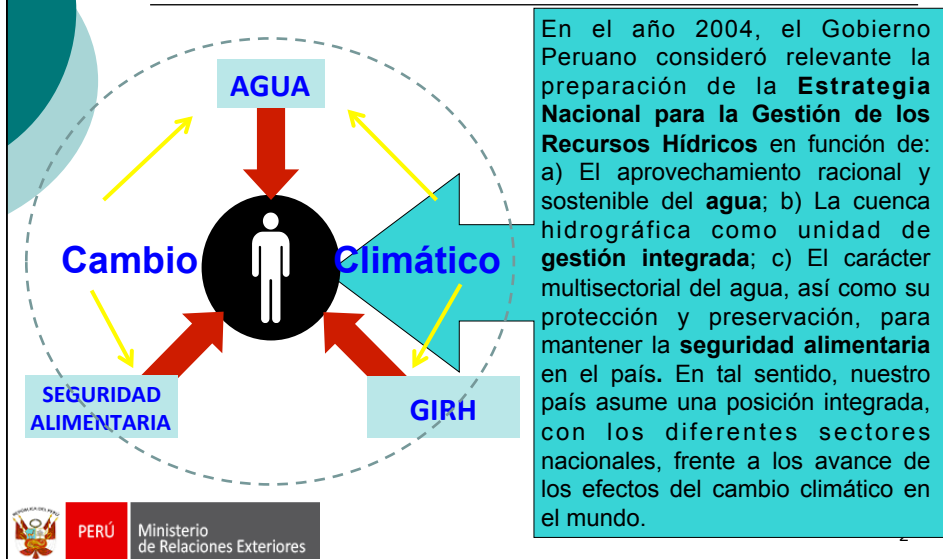 AGUA
Cambio
Climático
SEGURIDAD
ALIMENTARIA
GIRH
En el año 2004, el Gobierno
Peruano consideró relevante la
preparación de la Estrategia
Nacional para la Gestión de los
Recursos Hídricos en función de:
a) El aprovechamiento racional y
sostenible del agua; b) La cuenca
hidrográfica como unidad de
gestión integrada; c) El carácter
multisectorial del agua, así como su
protección y preservación, para
mantener la seguridad alimentaria
en el país. En tal sentido, nuestro
país asume una posición integrada,
con los diferentes sectores
nacionales, frente a los avance de
los efectos del cambio climático en
el mundo.
REPÚBLICA DEL PERÚ
PERÚ
Ministerio
de Relaciones Exteriores